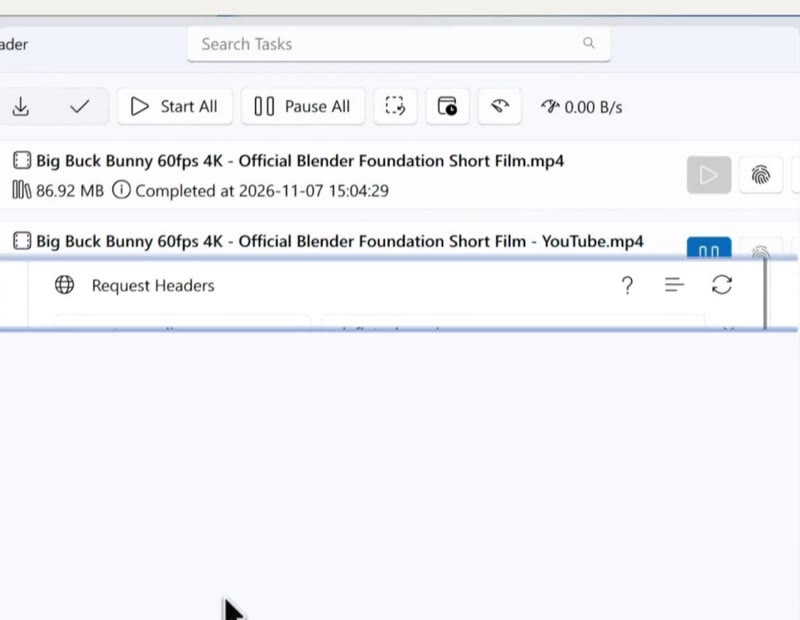 ader
Search Tasks
Start All
Pause All
0.00 B/s
Big Buck Bunny 60fps 4K - Official Blender Foundation Short Film.mp4
86.92 MB Completed at 2026-11-07 15:04:29
Big Buck Bunny 60fps 4K - Official Blender Foundation Short Film - YouTube.mp4
Request Headers
?